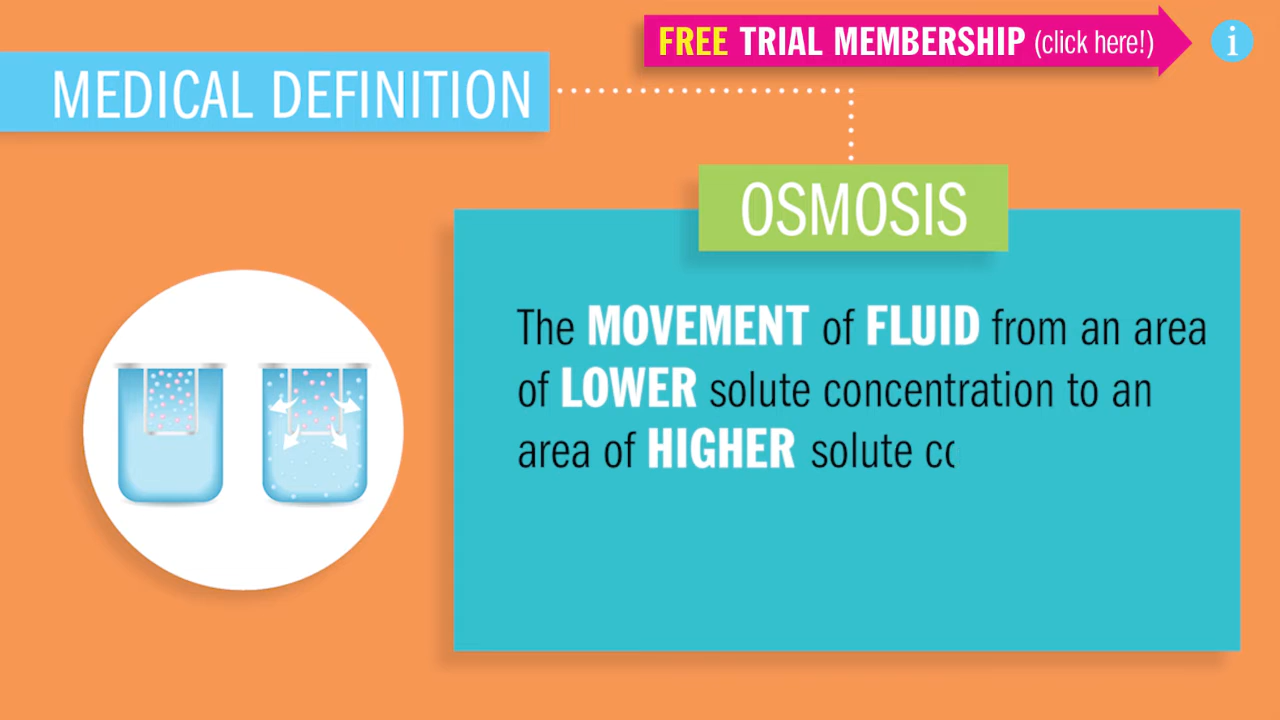 FREE TRIAL MEMBERSHIP (click here!)
i
MEDICAL DEFINITION
OSMOSIS
The MOVEMENT of FLUID from an area
of LOWER solute concentration to an
area of HIGHER solute co